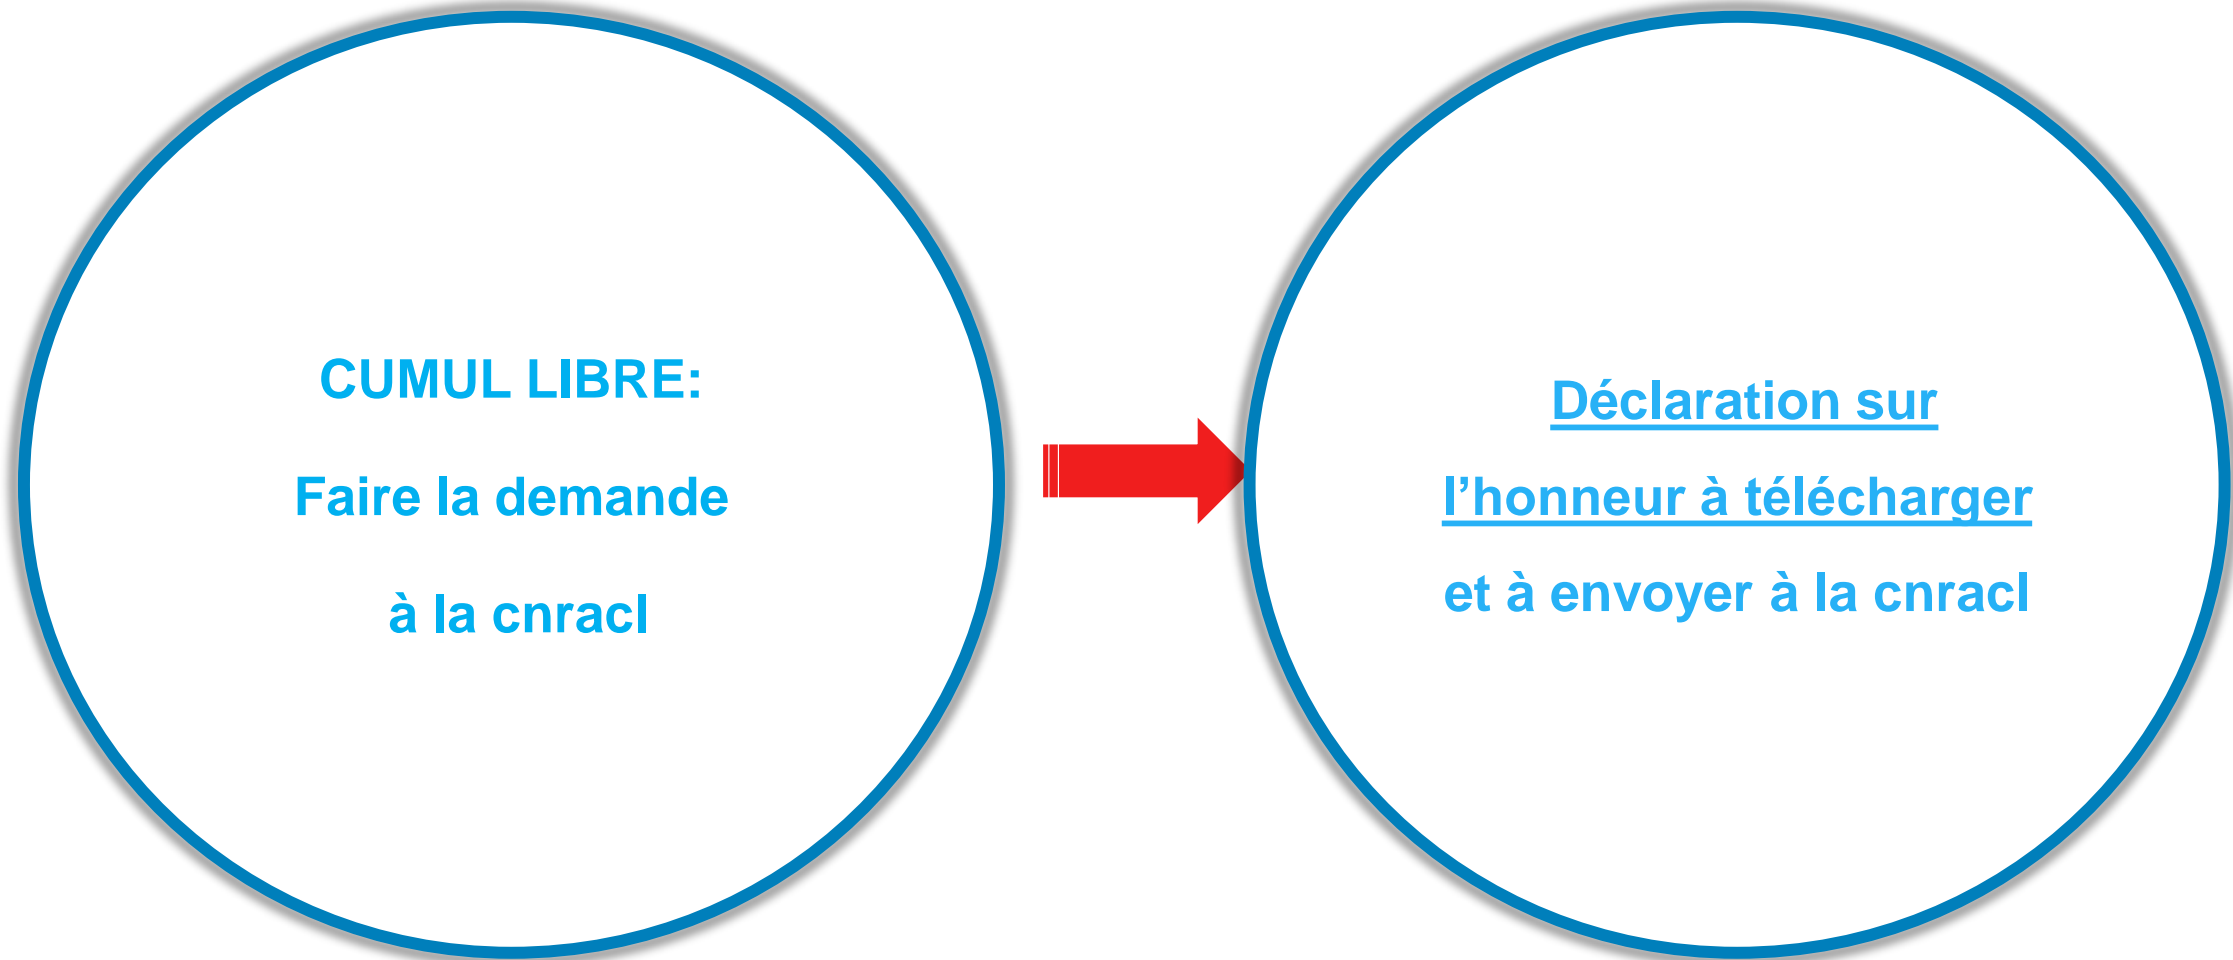 CUMUL LIBRE:
Faire la demande
à la cnracl
Déclaration sur
l’honneur à télécharger
et à envoyer à la cnracl